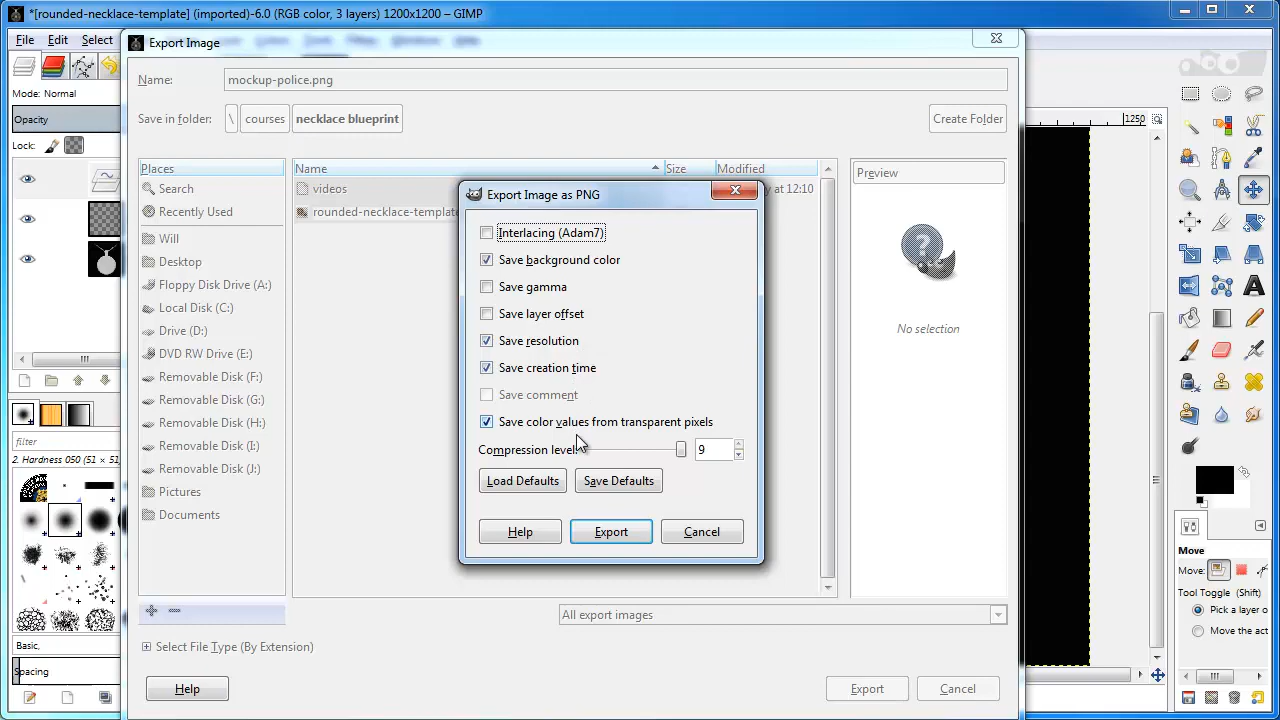 *[rounded-necklace-template] (imported)-6.0 (RGB color, 3 layers) 1200x1200 – GIMP
File Edit Select
Export Image
Mode: Normal
Opacity
Lock:
filter
2. Hardness 050 (51 × 51)
Basic,
Spacing
Name: mockup-police.png
Save in folder: \ courses necklace blueprint Create Folder
Places
Search
Recently Used
Will
Desktop
Floppy Disk Drive (A:)
Local Disk (C:)
Drive (D:)
DVD RW Drive (E:)
Removable Disk (F:)
Removable Disk (G:)
Removable Disk (H:)
Removable Disk (I:)
Removable Disk (J:)
Pictures
Documents
Name Size Modified
videos at 12:10
rounded-necklace-template
Preview
No selection
Export Image as PNG
Interlacing (Adam7)
Save background color
Save gamma
Save layer offset
Save resolution
Save creation time
Save comment
Save color values from transparent pixels
Compression level: 9
Load Defaults Save Defaults
Help Export Cancel
All export images
Select File Type (By Extension)
Help Export Cancel
1250
Move
Move:
Tool Toggle (Shift)
Pick a layer o
Move the act